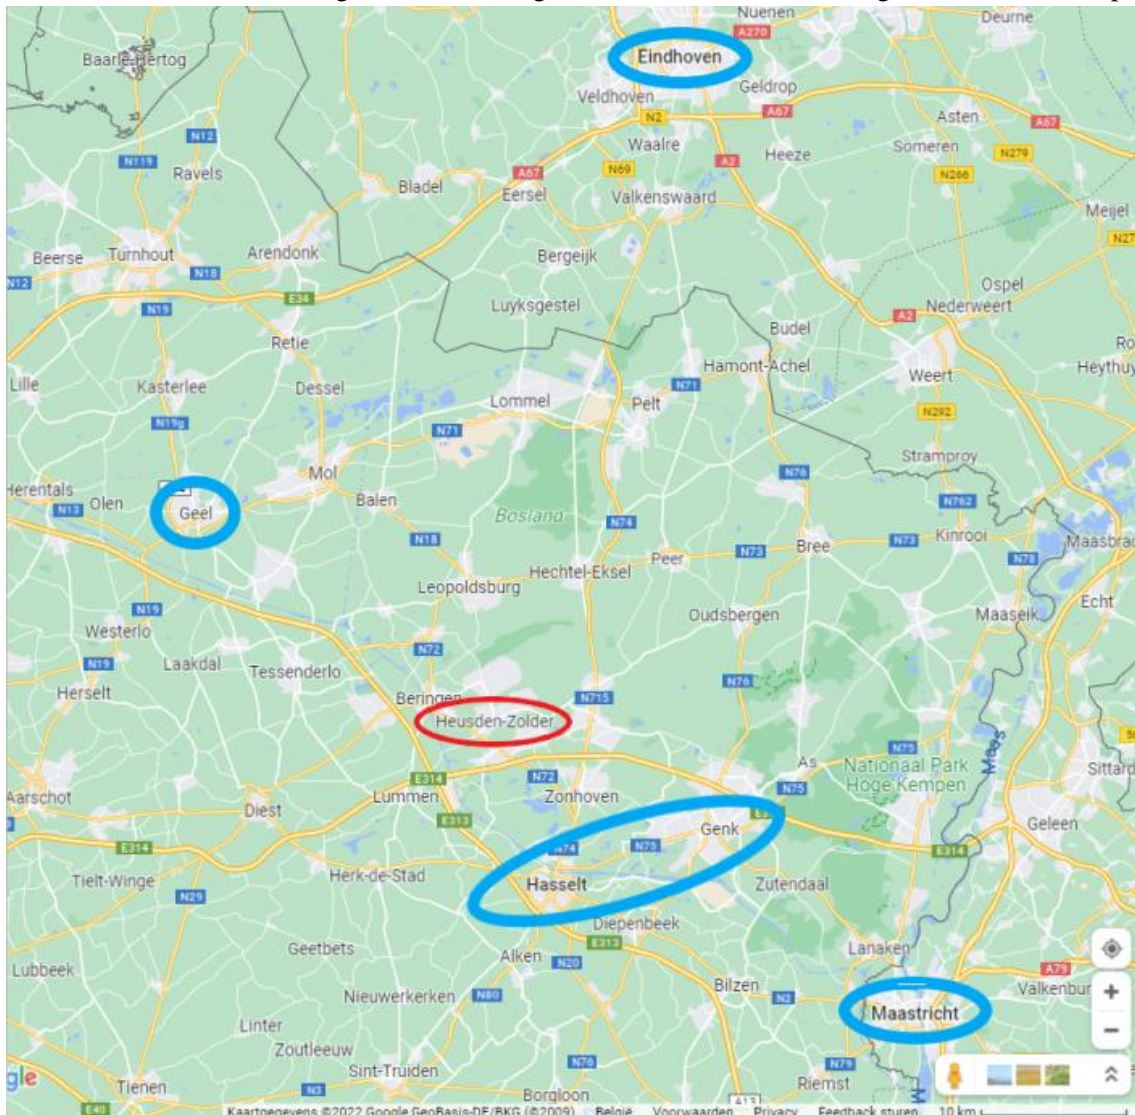 Nuenen
Deurne
A270
Baarle-Hertog
Eindhoven
Geldrop
Veldhoven
A67
N2
Asten
A67
N12
Waalre
Someren
N119
A2
Heeze
N279
Ravels
A67
N69
N266
Bladel
Eersel
Valkenswaard
Meijel
Turnhout
Arendonk
N27
Beerse
Bergeijk
N18
N12
E34
Ospel
N19
Luyksgestel
Nederweert
A2
Budel
Retie
Ro
Hamont-Achel
Heythuy
Lille
Kasterlee
Dessel
N71
Weert
Lommel
Pelt
N292
N19g
N71
Stramproy
Mol
N76
Herentals
Balen
N762
Olen
N13
Geel
Bosland
N74
Kinrooi
N18
Bree
N73
Maasbrac
N73
N78
Peer
Hechtel-Eksel
Leopoldsburg
Echt
N19
Oudsbergen
Maaseik
Westerlo
N72
N19
Laakdal
Tessenderlo
N76
Herselt
Beringen
N715
Heusden-Zolder
Maas
N75
As
Nationaal Park
Hoge Kempen
Sittard
E314
N72
N75
Aarschot
Lummen
Zonhoven
Diest
E313
Genk
Geleen
E314
N74
N75
E314
Tielt-Winge
Herk-de-Stad
Hasselt
Zutendaal
N29
Diepenbeek
E313
Geetbets
Alken
Lanaken
Lubbeek
N20
A79
Bilzen
Valkenbur
Nieuwerkerken
N80
N2
Maastricht
Linter
Zoutleeuw
N76
N79
Sint-Truiden
Riemst
Tienen
N3
Borgloon
A13
E40
Kaartgegevens ©2022 Google GeoBasis-DE/BKG (©2009) België Voorwaarden Privacy Feedback sturen 10 km